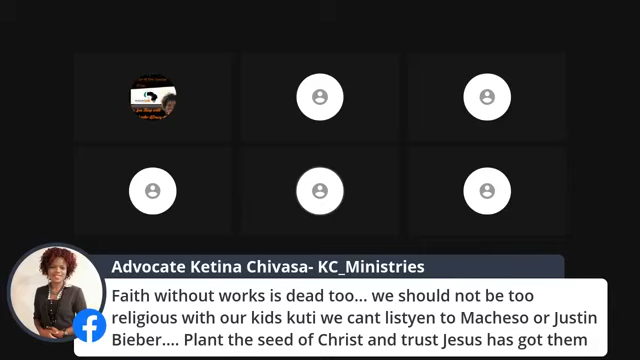 Advocate Ketina Chivasa- KC_Ministries
Faith without works is dead too... we should not be too
religious with our kids kuti we cant listyen to Macheso or Justin
Bieber.... Plant the seed of Christ and trust Jesus has got them